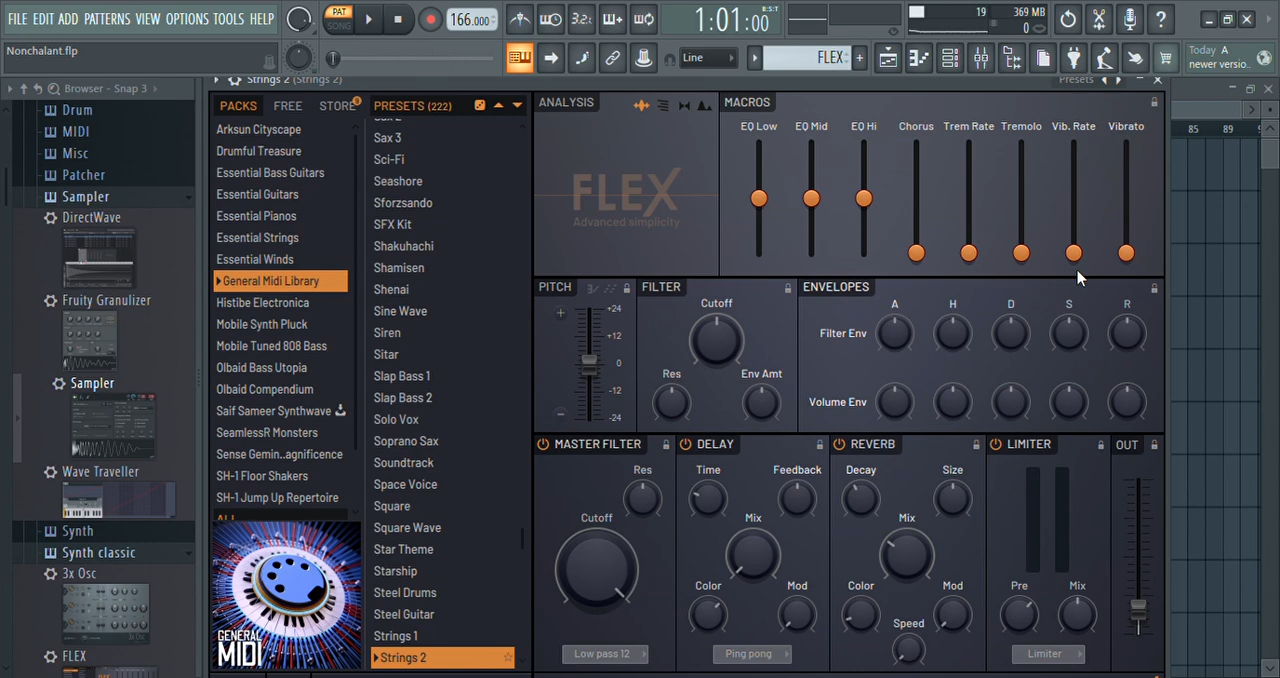 FILE EDIT ADD PATTERNS VIEW OPTIONS TOOLS HELP
Nonchalant.flp
PAT
SONG
166.000
3.2
1:01:00
B:S:T
19
369 MB
0
Line
FLEX
Today A
newer versio..
Browser - Snap 3
Drum
MIDI
Misc
Patcher
Sampler
DirectWave
Fruity Granulizer
Sampler
Wave Traveller
Synth
Synth classic
3x Osc
FLEX
Strings 2 (Strings 2)
Presets
PACKS FREE STORE
Arksun Cityscape
Drumful Treasure
Essential Bass Guitars
Essential Guitars
Essential Pianos
Essential Strings
Essential Winds
General Midi Library
Histibe Electronica
Mobile Synth Pluck
Mobile Tuned 808 Bass
Olbaid Bass Utopia
Olbaid Compendium
Saif Sameer Synthwave
SeamlessR Monsters
Sense Gemin..agnificence
SH-1 Floor Shakers
SH-1 Jump Up Repertoire
ALL
GENERAL
MIDI
PRESETS (222)
Sax 2
Sax 3
Sci-Fi
Seashore
Sforzsando
SFX Kit
Shakuhachi
Shamisen
Shenai
Sine Wave
Siren
Sitar
Slap Bass 1
Slap Bass 2
Solo Vox
Soprano Sax
Soundtrack
Space Voice
Square
Square Wave
Star Theme
Starship
Steel Drums
Steel Guitar
Strings 1
Strings 2
ANALYSIS
FLEX
Advanced simplicity
MACROS
EQ Low EQ Mid EQ Hi Chorus Trem Rate Tremolo Vib. Rate Vibrato
PITCH
+24
+12
0
-12
-24
FILTER
Cutoff
Res
Env Amt
ENVELOPES
A H D S R
Filter Env
Volume Env
MASTER FILTER
Res
Cutoff
Low pass 12
DELAY
Time Feedback
Mix
Color Mod
Ping pong
REVERB
Decay Size
Mix
Color Mod
Speed
LIMITER
Pre Mix
Limiter
OUT
85 89